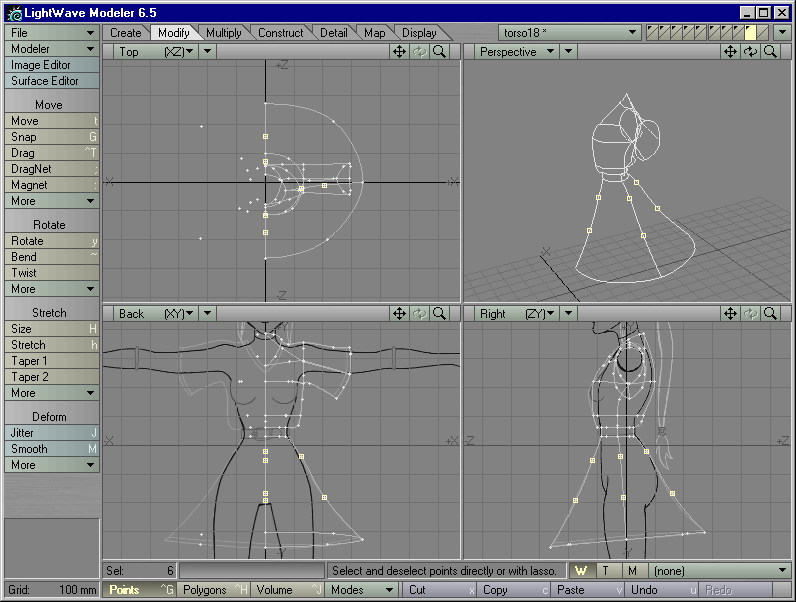 LightWave Modeler 6.5
File
Create Modify Multiply Construct Detail Map Display
torso18 *
Modeler
Image Editor
Surface Editor
Move
Move t
Snap G
Drag ^T
DragNet ;
Magnet :
More
Rotate
Rotate y
Bend ~
Twist
More
Stretch
Size H
Stretch h
Taper 1
Taper 2
More
Deform
Jitter J
Smooth M
More
Top (XZ)
+Z
-X
+X
-Z
Perspective
-X
Back (XY)
-X
+X
-Y
Right (ZY)
+Y
-Z
+Z
-Y
Sel: 6
Select and deselect points directly or with lasso.
W T M (none)
Grid: 100 mm
Points ^G Polygons ^H Volume ^J Modes Cut x Copy c Paste v Undo u Redo